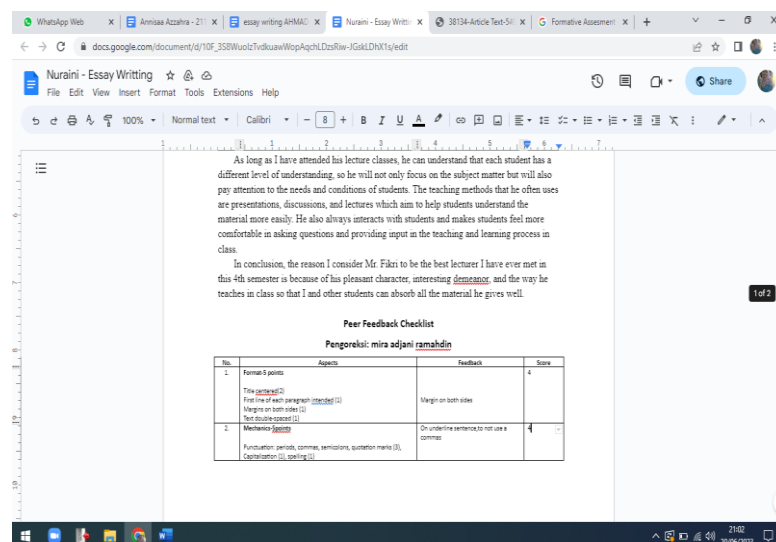 WhatsApp Web
Annisaa Azzahra - 211
essay writing AHMAD
Nuraini - Essay Writtin
38134-Article Text-54
Formative Assesment
docs.google.com/document/d/10F_3S8WuolzTvdkuawWopAqchLDzsRiw-JGskLDhX1s/edit
Nuraini - Essay Writting
File Edit View Insert Format Tools Extensions Help
Share
100% Normal text Calibri 8
As long as I have attended his lecture classes, he can understand that each student has a
different level of understanding, so he will not only focus on the subject matter but will also
pay attention to the needs and conditions of students. The teaching methods that he often uses
are presentations, discussions, and lectures which aim to help students understand the
material more easily. He also always interacts with students and makes students feel more
comfortable in asking questions and providing input in the teaching and learning process in
class.
In conclusion, the reason I consider Mr. Fikri to be the best lecturer I have ever met in
this 4th semester is because of his pleasant character, interesting demeanor, and the way he
teaches in class so that I and other students can absorb all the material he gives well.
1 of 2
Peer Feedback Checklist
Pengoreksi: mira adjani ramahdin
No. Aspects Feedback Score
1. Format-5 points 4
Title centered(2)
First line of each paragraph intended (1) Margin on both sides
Margins on both sides (1)
Text double-spaced (1)
2. Mechanics-5points On underline sentence,to not use a 4
commas
Punctuation: periods, commas, semicolons, quotation marks (3),
Capitalization (1), spelling (1)
21:02